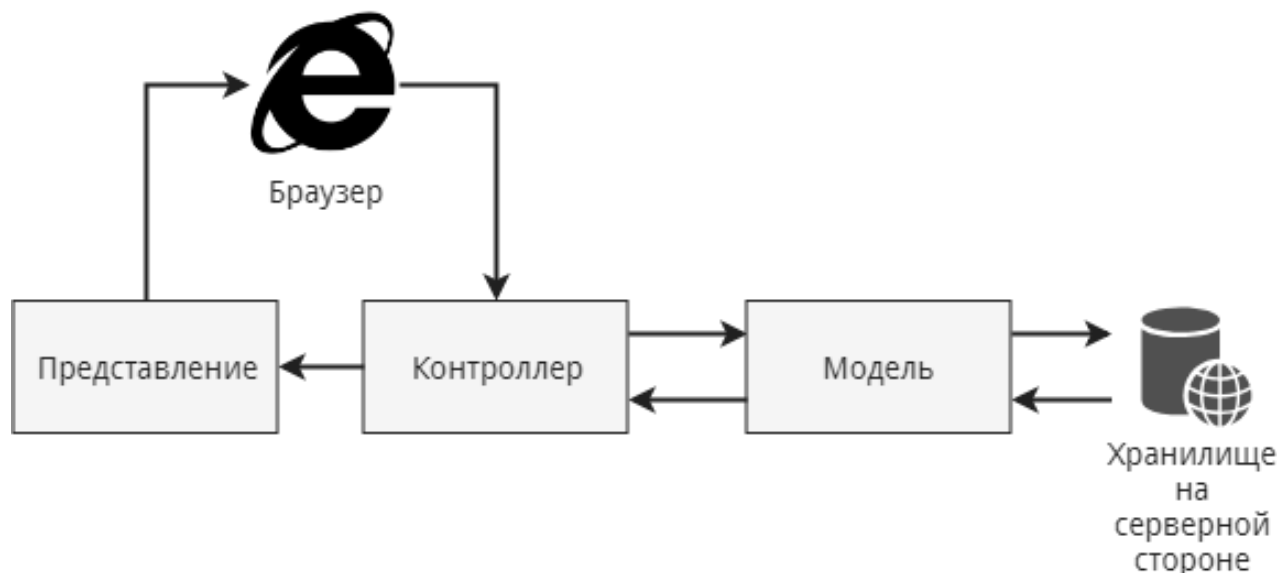 Браузер
Представление
Контроллер
Модель
Хранилище
на
серверной
стороне